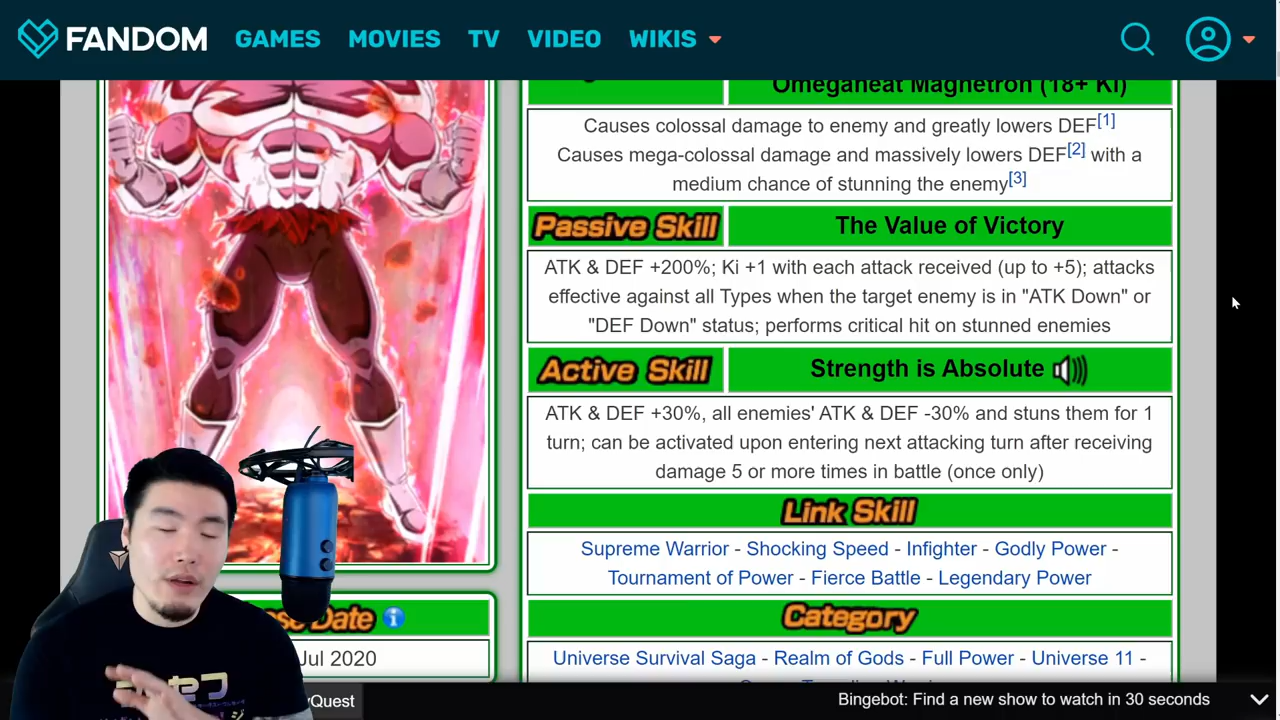 FANDOM GAMES MOVIES TV VIDEO WIKIS
Omegaheat Magnetron (18+ Ki)
Causes colossal damage to enemy and greatly lowers DEF[1]
Causes mega-colossal damage and massively lowers DEF[2] with a
medium chance of stunning the enemy[3]
Passive Skill The Value of Victory
ATK & DEF +200%; Ki +1 with each attack received (up to +5); attacks
effective against all Types when the target enemy is in "ATK Down" or
"DEF Down" status; performs critical hit on stunned enemies
Active Skill Strength is Absolute
ATK & DEF +30%, all enemies' ATK & DEF -30% and stuns them for 1
turn; can be activated upon entering next attacking turn after receiving
damage 5 or more times in battle (once only)
Link Skill
Supreme Warrior - Shocking Speed - Infighter - Godly Power -
Tournament of Power - Fierce Battle - Legendary Power
Category
Universe Survival Saga - Realm of Gods - Full Power - Universe 11 -
Date
Jul 2020
Quest
Bingebot: Find a new show to watch in 30 seconds